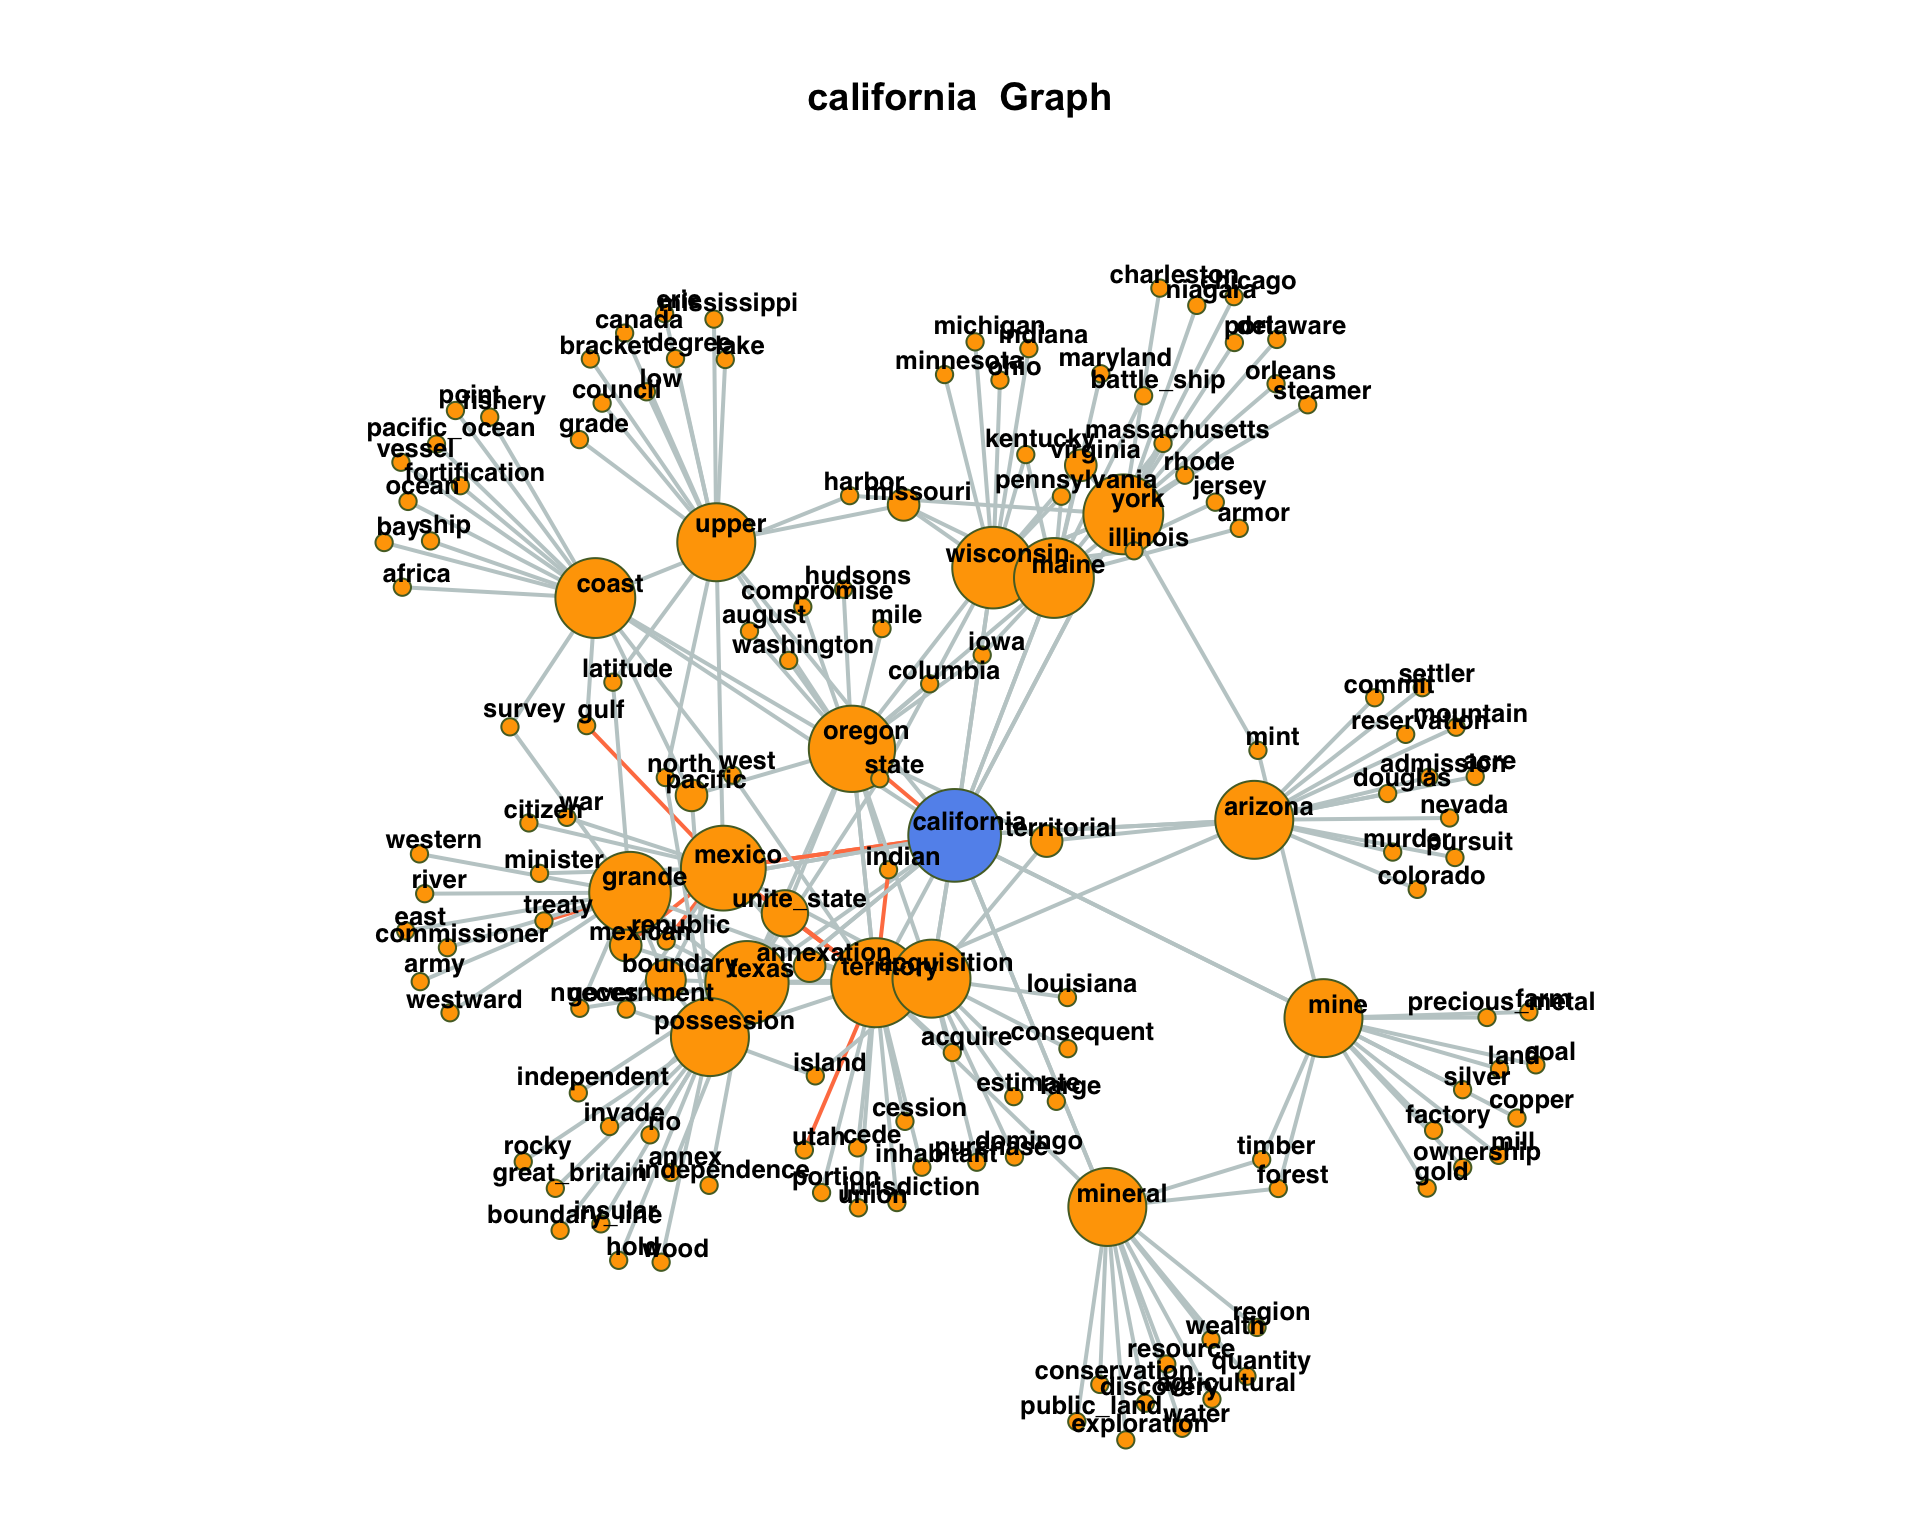 california  Graph
charleston
chicago
niagara
erie
mississippi
canada
port
delaware
michigan
indiana
bracket
degree
lake
minnesota
ohio
maryland
battle_ship
orleans
steamer
low
council
point
fishery
grade
pacific_ocean
massachusetts
kentucky
virginia
vessel
fortification
rhode
ocean
harbor
missouri
pennsylvania
jersey
york
armor
bay
ship
upper
illinois
wisconsin
maine
africa
coast
hudsons
compromise
august
mile
washington
iowa
latitude
columbia
settler
commit
survey
gulf
mountain
reservation
oregon
mint
north
west
state
pacific
admission
acre
douglas
citizen
war
arizona
nevada
california
territorial
western
minister
mexico
indian
murder
pursuit
river
grande
colorado
treaty
unite_state
east
republic
commissioner
mexican
annexation
army
boundary
texas
territory
acquisition
louisiana
westward
nueces
government
precious_metal
farm
mine
possession
acquire
consequent
land
coal
island
independent
silver
estimate
large
copper
invade
rio
cession
factory
utah
cede
rocky
inhabitant
purchase
domingo
timber
mill
ownership
annex
great_britain
independence
portion
jurisdiction
union
mineral
forest
gold
boundary_line
insular
hold
wood
region
wealth
resource
quantity
conservation
discovery
agricultural
public_land
water
exploration